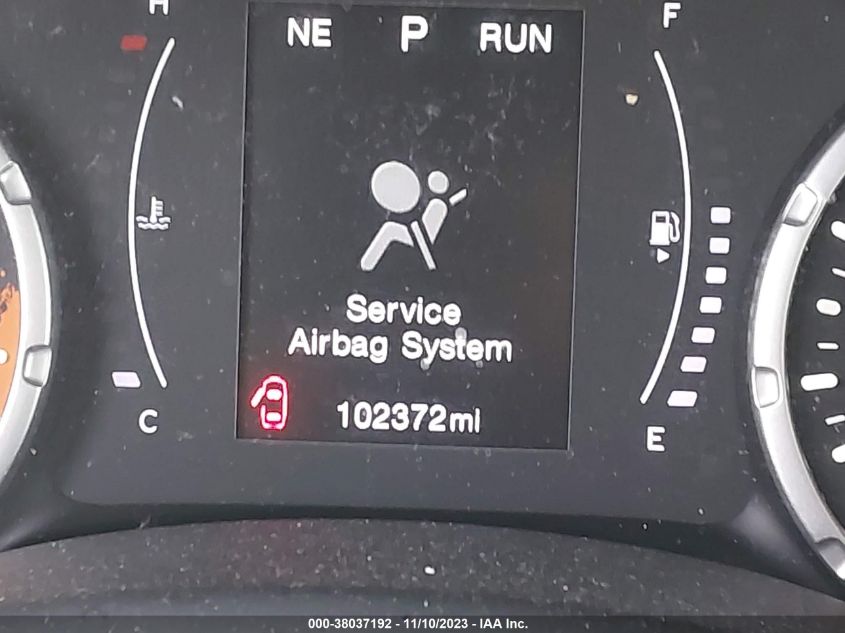 H
F
NE P RUN
Service
Airbag System
102372mi
C
E
000-38037192 - 11/10/2023 - IAA Inc.